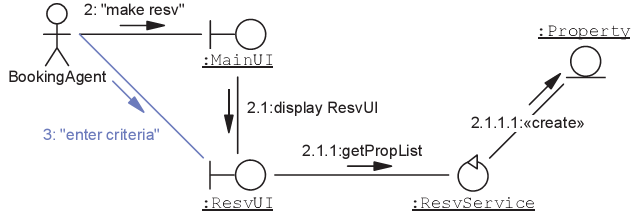 2: "make resv"
:Property
:MainUI
BookingAgent
2.1:display ResvUI
2.1.1.1:«create»
3: "enter criteria"
2.1.1:getPropList
:ResvUI
:ResvService